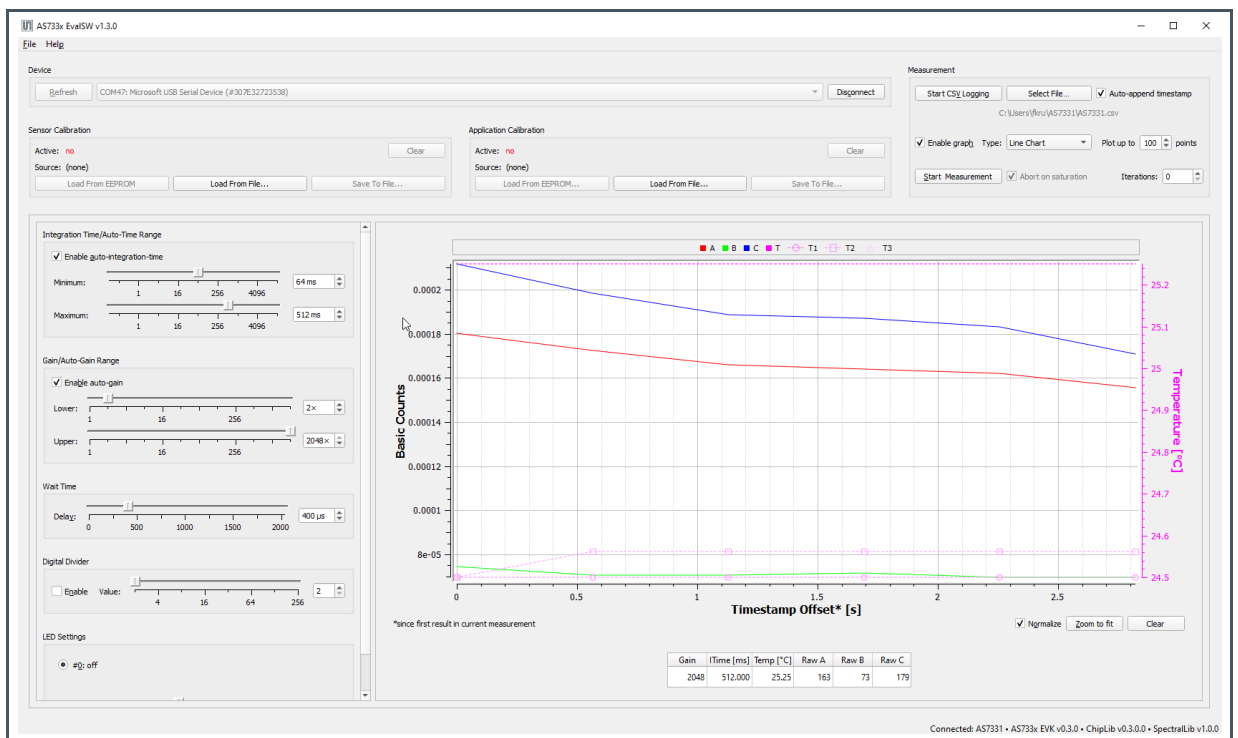 AS733x EvalSW v1.3.0
File Help
Device
Refresh COM47: Microsoft USB Serial Device (#307E32723538) Disconnect
Sensor Calibration
Active: no Clear
Source: (none)
Load From EEPROM Load From File... Save To File...
Application Calibration
Active: no Clear
Source: (none)
Load From EEPROM... Load From File... Save To File...
Measurement
Start CSV Logging Select File... Auto-append timestamp
C:\Users\fkru\AS7331\AS7331.csv
Enable graph Type: Line Chart Plot up to 100 points
Start Measurement Abort on saturation Iterations: 0
Integration Time/Auto-Time Range
Enable auto-integration-time
Minimum: 64 ms
1 16 256 4096
Maximum: 512 ms
1 16 256 4096
Gain/Auto-Gain Range
Enable auto-gain
Lower: 2×
1 16 256
Upper: 2048×
1 16 256
Wait Time
Delay: 400 µs
0 500 1000 1500 2000
Digital Divider
Enable Value: 2
4 16 64 256
LED Settings
#0: off
A B C T T1 T2 T3
Basic Counts
0.0002
0.00018
0.00016
0.00014
0.00012
0.0001
8e-05
Temperature [°C]
25.2
25.1
25
24.9
24.8
24.7
24.6
24.5
0 0.5 1 1.5 2 2.5
Timestamp Offset* [s]
*since first result in current measurement
Normalize Zoom to fit Clear
Gain ITime [ms] Temp [°C] Raw A Raw B Raw C
2048 512.000 25.25 163 73 179
Connected: AS7331 • AS733x EVK v0.3.0 • ChipLib v0.3.0.0 • SpectralLib v1.0.0